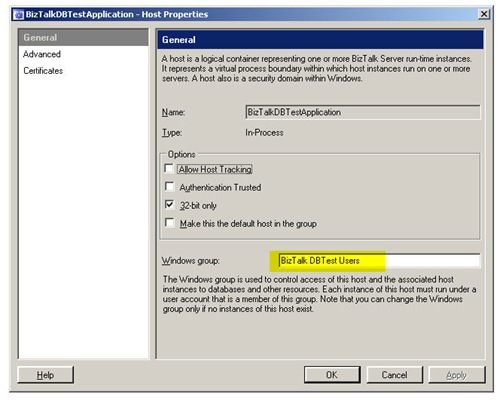 BizTalkDBTestApplication - Host Properties
General
Advanced
Certificates
General
A host is a logical container representing one or more BizTalk Server run-time instances.
It represents a virtual process boundary within which host instances run on one or more
servers. A host also is a security domain within Windows.
Name:
BizTalkDBTestApplication
Type:
In-Process
Options
Allow Host Tracking
Authentication Trusted
32-bit only
Make this the default host in the group
Windows group:
BizTalk DBTest Users
The Windows group is used to control access of this host and the associated host
instances to databases and other resources. Each instance of this host must run under a
user account that is a member of this group. Note that you can change the Windows
group only if no instances of this host exist.
Help
OK
Cancel
Apply